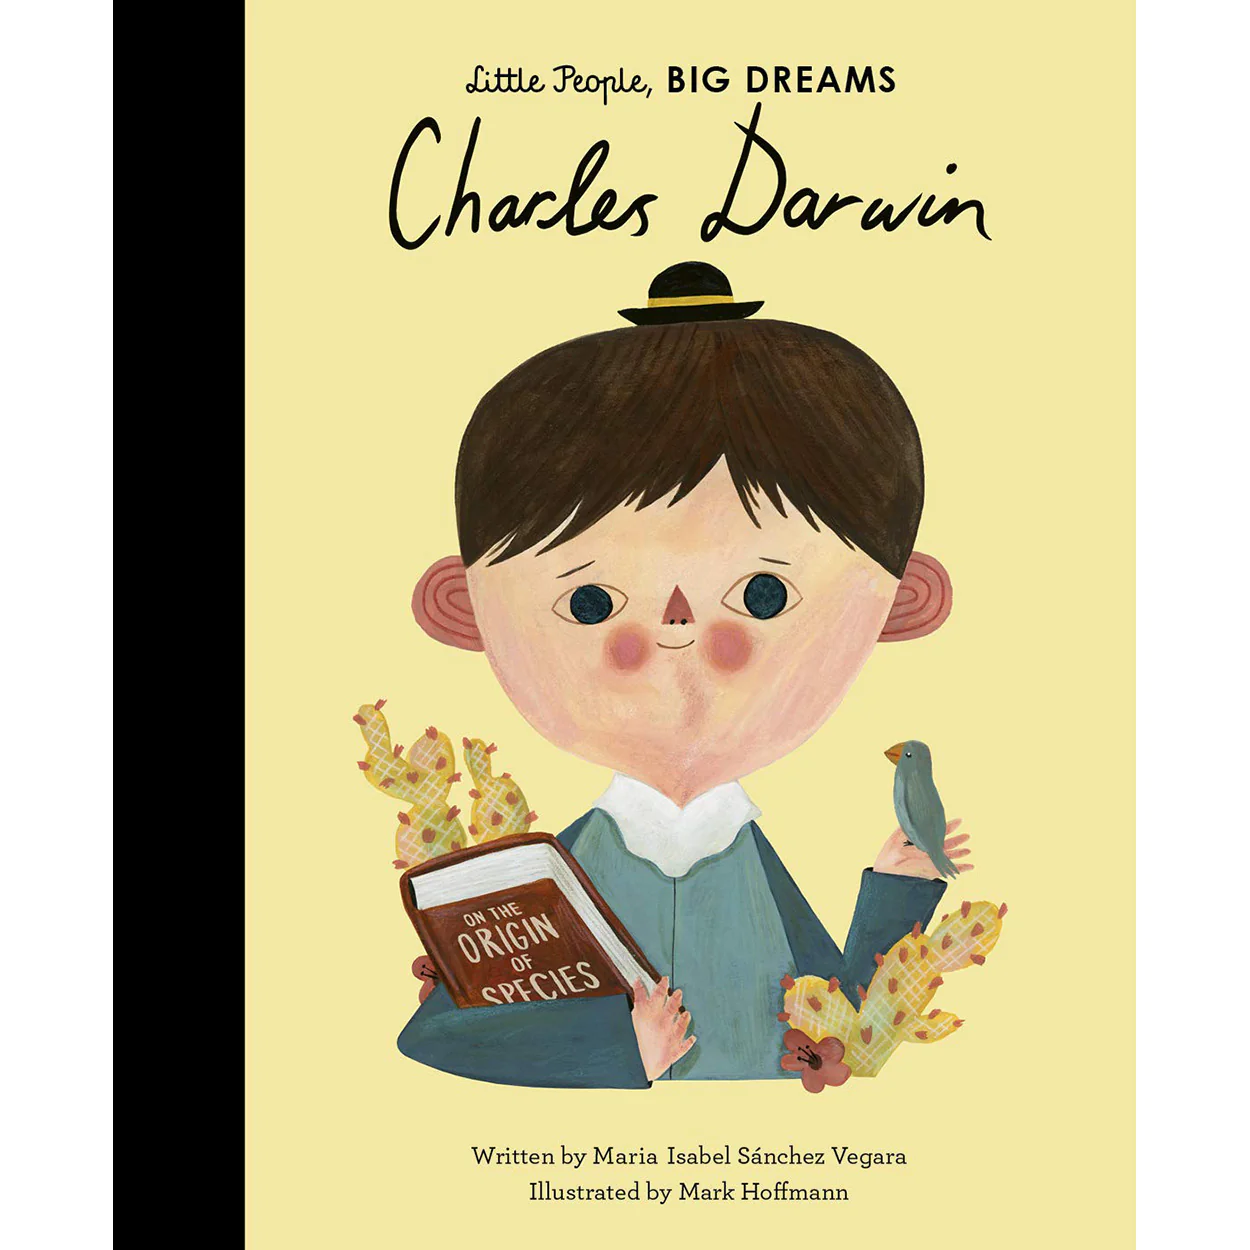 Little People, BIG DREAMS
Charles Darwin
ON THE
ORIGIN
OF
SPECIES
Written by Maria Isabel Sánchez Vegara
Illustrated by Mark Hoffmann